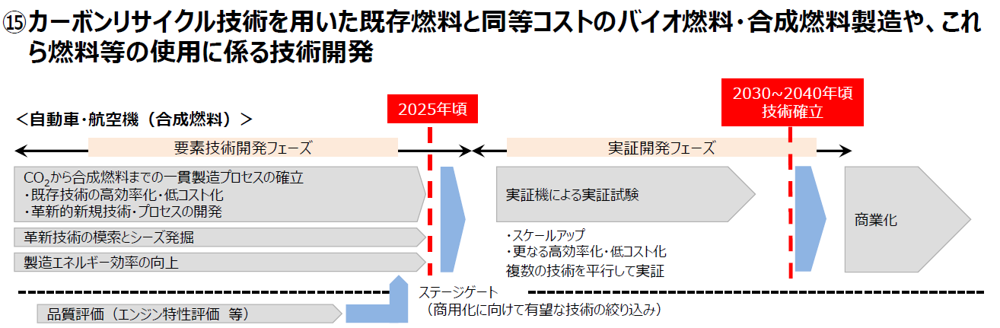 ⑮カーボンリサイクル技術を用いた既存燃料と同等コストのバイオ燃料・合成燃料製造や、これ
ら燃料等の使用に係る技術開発
＜自動車・航空機（合成燃料）＞
2025年頃
2030~2040年頃
技術確立
要素技術開発フェーズ
実証開発フェーズ
CO₂から合成燃料までの一貫製造プロセスの確立
・既存技術の高効率化・低コスト化
・革新的新規技術・プロセスの開発
革新技術の模索とシーズ発掘
製造エネルギー効率の向上
実証機による実証試験
・スケールアップ
・更なる高効率化・低コスト化
複数の技術を平行して実証
商業化
ステージゲート
（商用化に向けて有望な技術の絞り込み）
品質評価（エンジン特性評価 等）